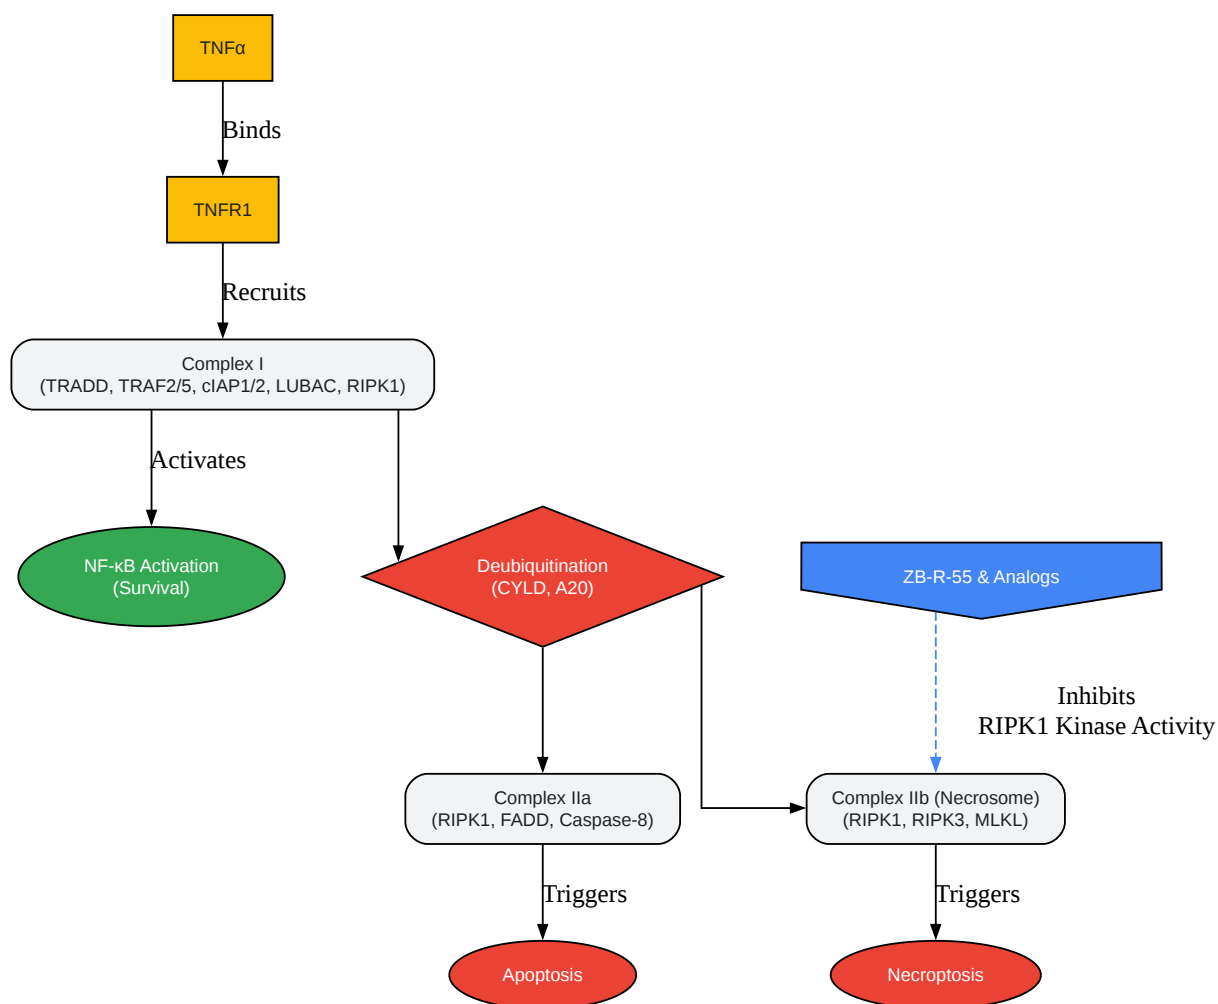 TNFα
Binds
TNFR1
Recruits
Complex I
(TRADD, TRAF2/5, cIAP1/2, LUBAC, RIPK1)
Activates
NF-κB Activation
(Survival)
Deubiquitination
(CYLD, A20)
ZB-R-55 & Analogs
Inhibits
RIPK1 Kinase Activity
Complex IIa
(RIPK1, FADD, Caspase-8)
Complex IIb (Necrosome)
(RIPK1, RIPK3, MLKL)
Triggers
Triggers
Apoptosis
Necroptosis